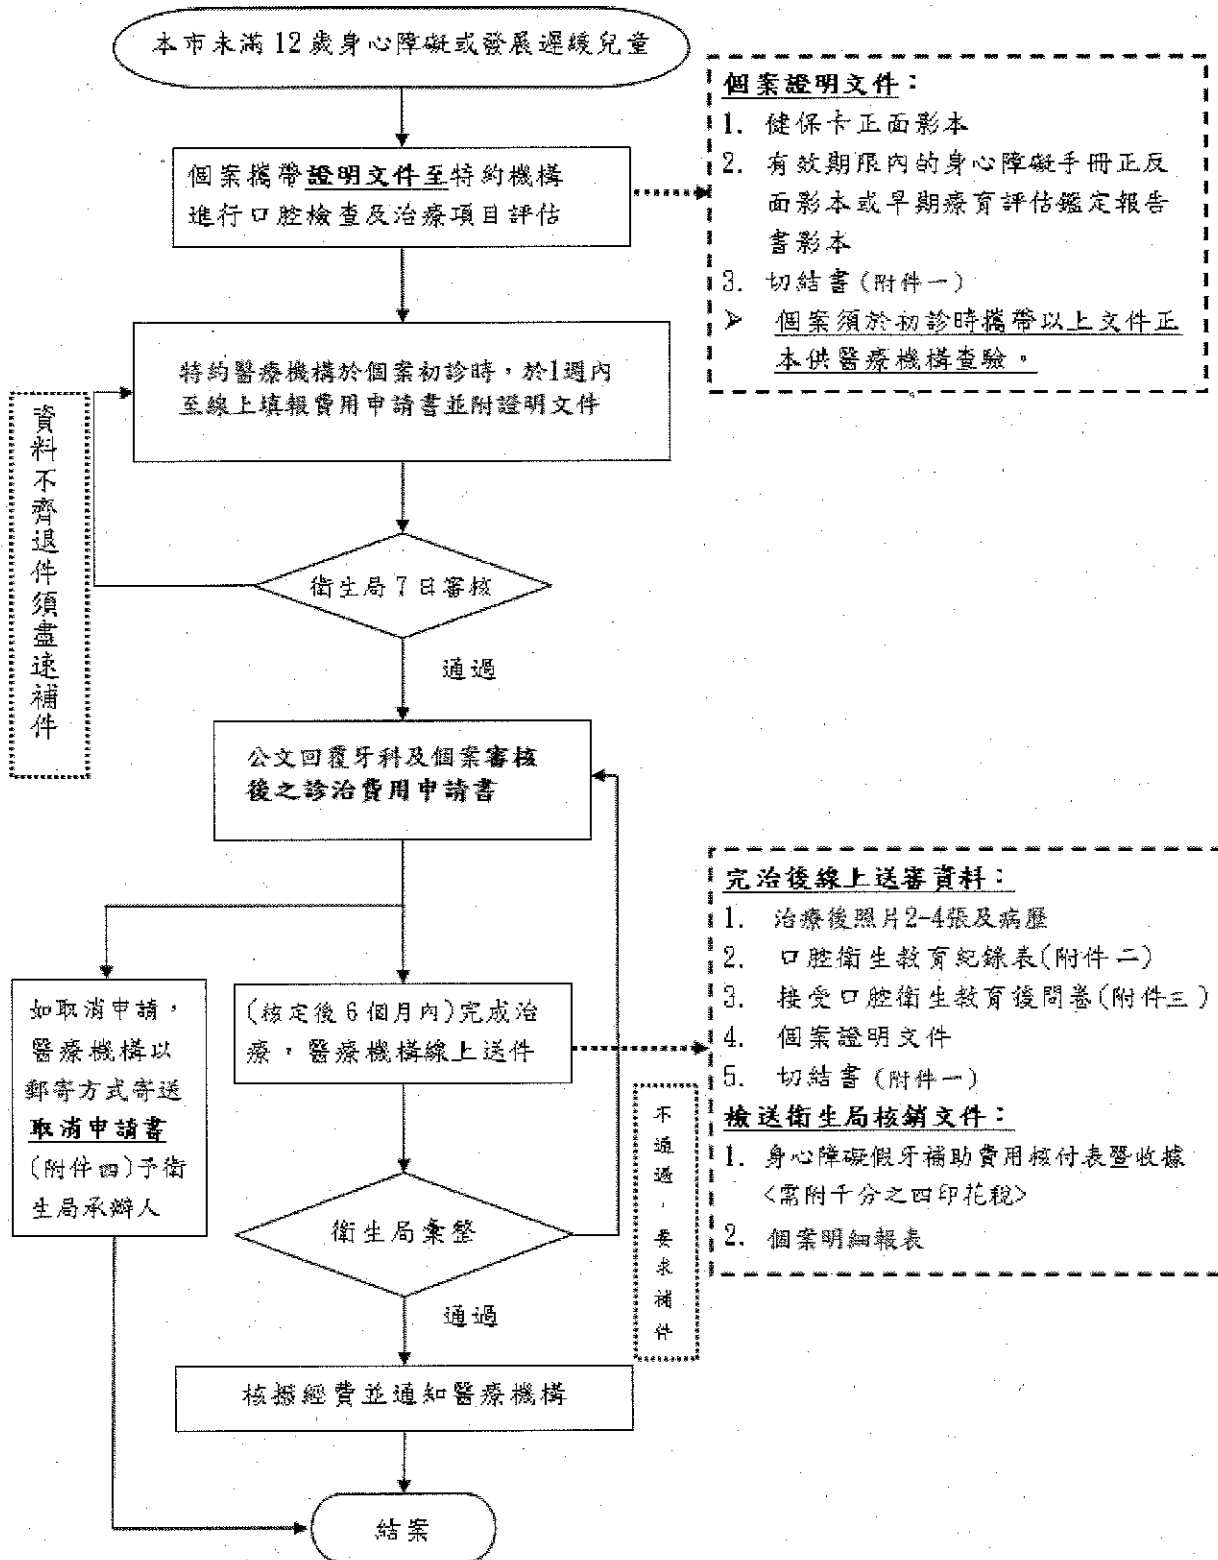 本市未滿12歲身心障礙或發展遲緩兒童
個案攜帶證明文件至特約機構
進行口腔檢查及治療項目評估
個案證明文件：
1. 健保卡正面影本
2. 有效期限內的身心障礙手冊正反
面影本或早期療育評估鑑定報告
書影本
3. 切結書(附件一)
➢ 個案須於初診時攜帶以上文件正
本供醫療機構查驗。
特約醫療機構於個案初診時，於1週內
至線上填報費用申請書並附證明文件
資料不齊退件須盡速補件
衛生局7日審核
通過
公文回覆牙科及個案審核
後之診治費用申請書
如取消申請，
醫療機構以
郵寄方式寄送
取消申請書
(附件四)予衛
生局承辦人
(核定後6個月內)完成治
療，醫療機構線上送件
完治後線上送審資料：
1. 治療後照片2-4張及病歷
2. 口腔衛生教育紀錄表(附件二)
3. 接受口腔衛生教育後問卷(附件三)
4. 個案證明文件
5. 切結書(附件一)
檢送衛生局核銷文件：
1. 身心障礙假牙補助費用核付表暨收據
<需附千分之四印花稅>
2. 個案明細報表
不通過，要求補件
衛生局彙整
通過
核撥經費並通知醫療機構
結案